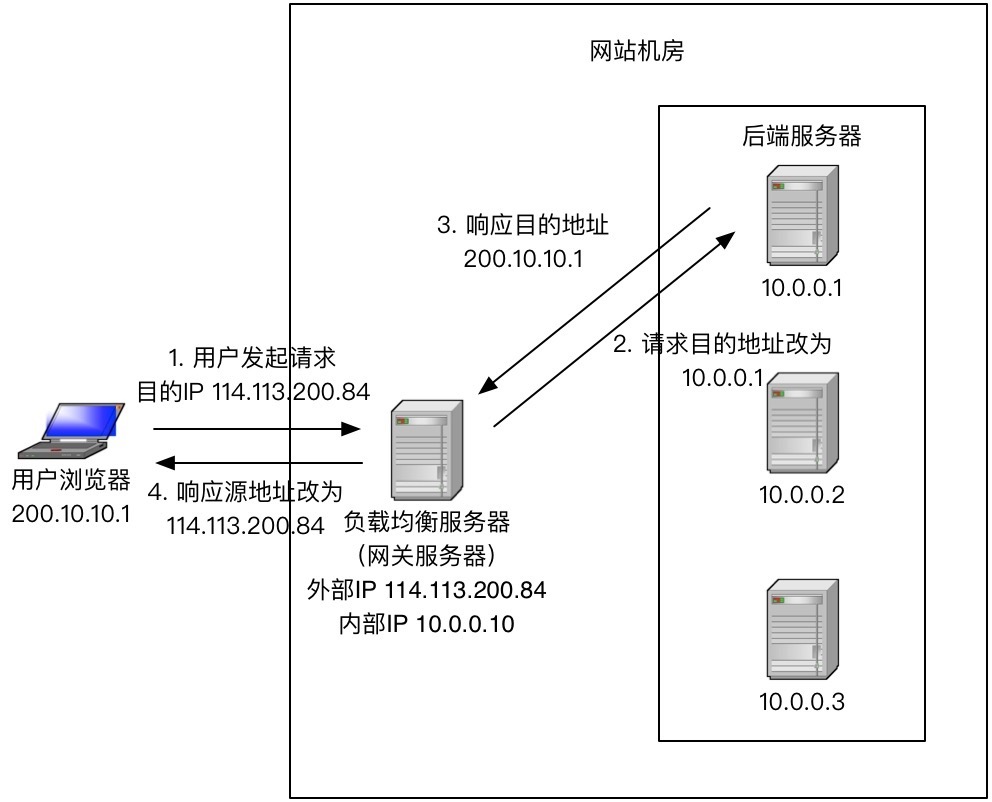 网站机房
后端服务器
10.0.0.1
3. 响应目的地址
200.10.10.1
2. 请求目的地址改为
10.0.0.1
10.0.0.2
10.0.0.3
1. 用户发起请求
目的IP 114.113.200.84
用户浏览器
200.10.10.1
4. 响应源地址改为
114.113.200.84
负载均衡服务器
（网关服务器）
外部IP 114.113.200.84
内部IP 10.0.0.10